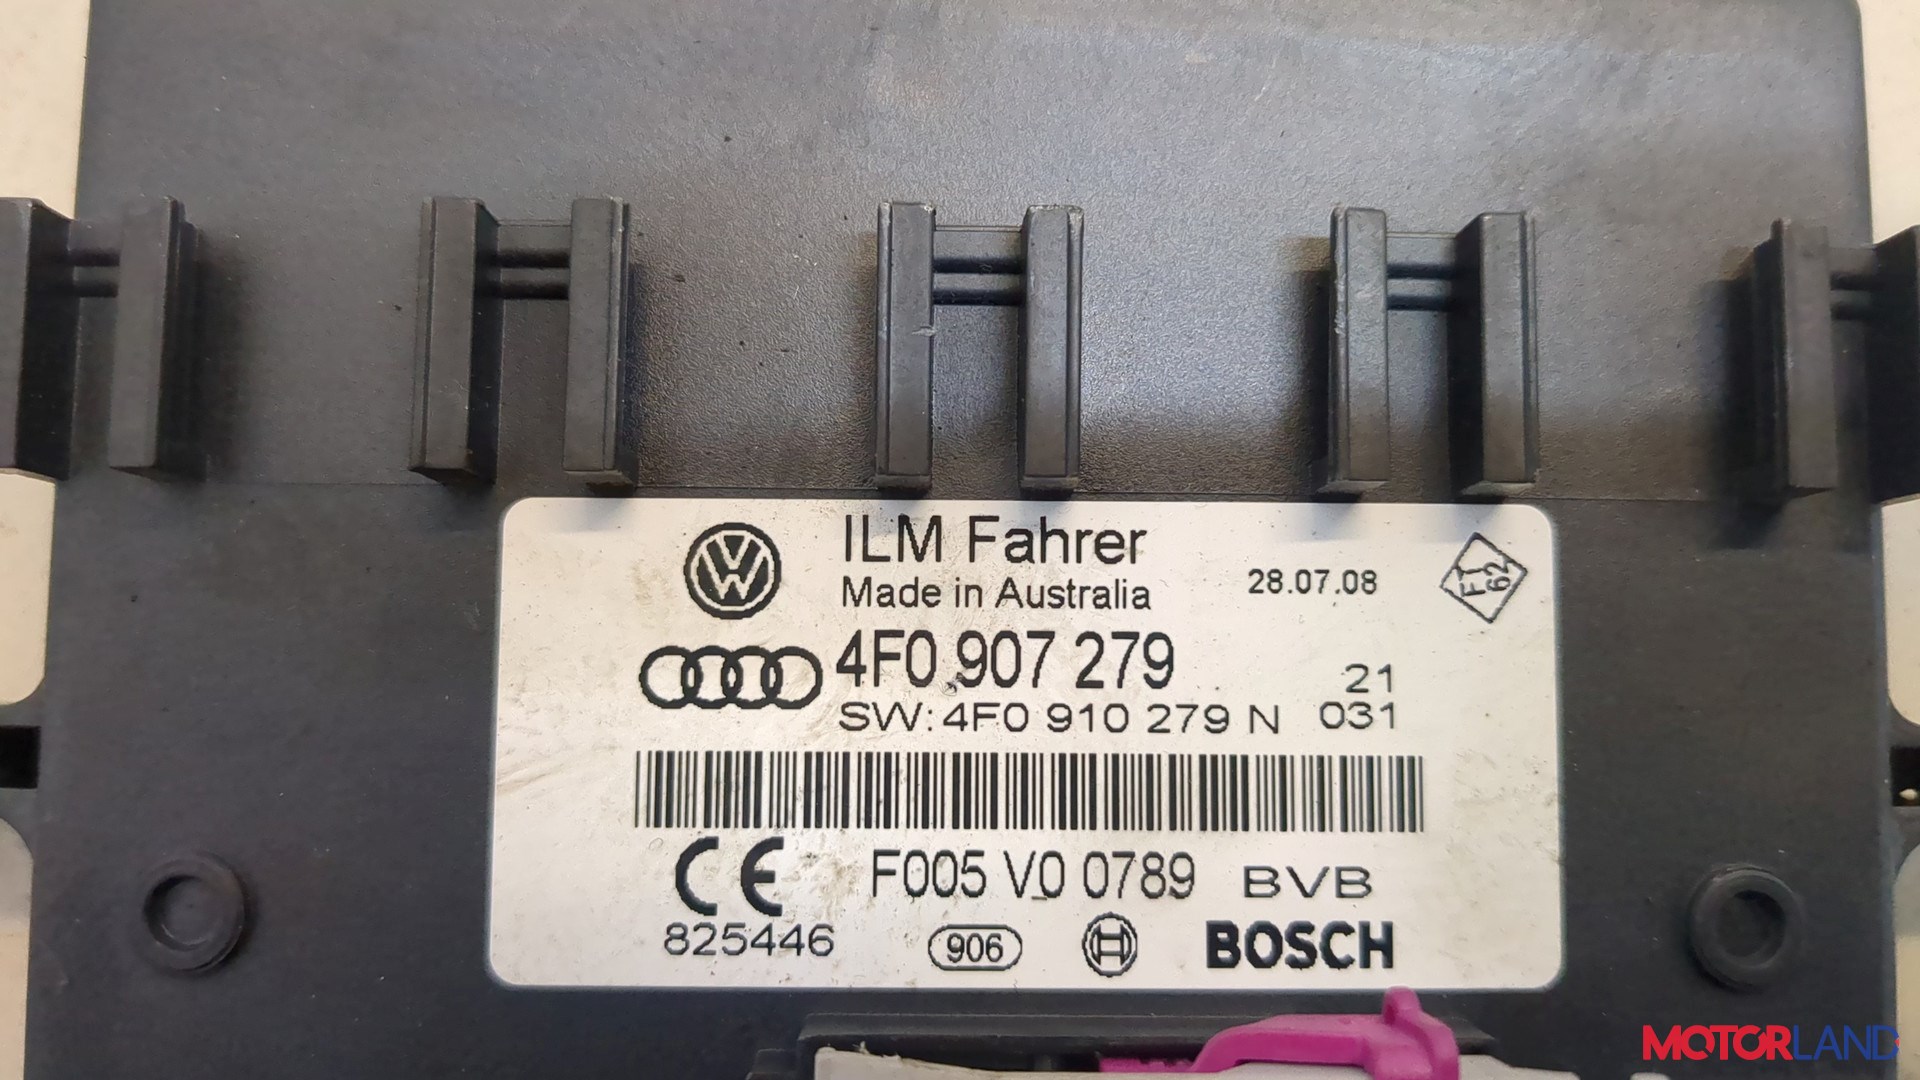 ILM Fahrer
Made in Australia
28.07.08
4F0 907 279
21
SW: 4F0 910 279 N
031
CE
F005 V0 0789 BVB
825446
906
BOSCH
MOTORLAND